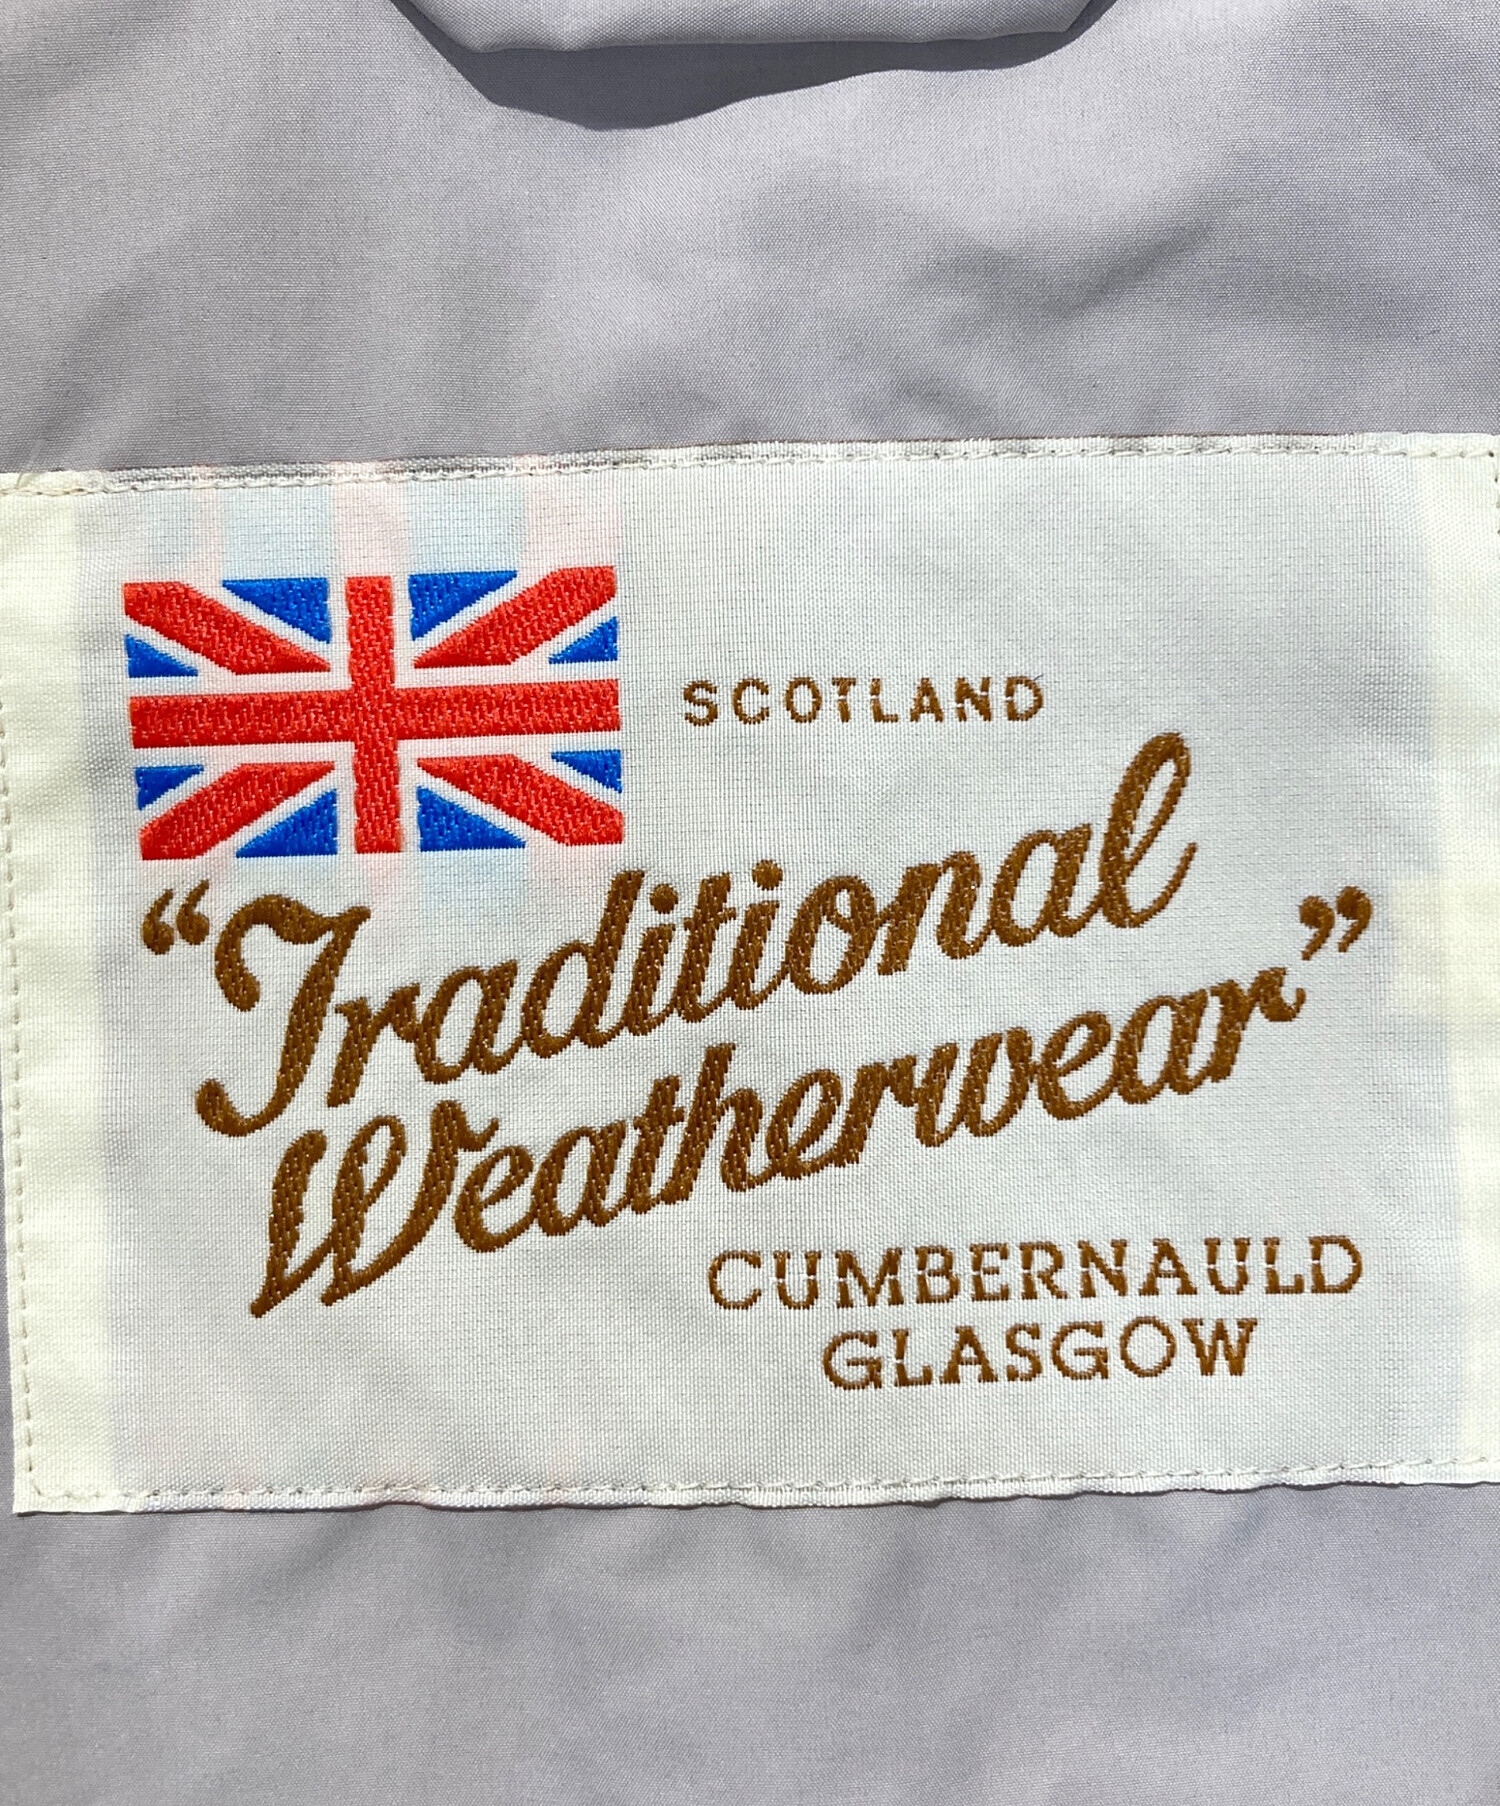 SCOTLAND
“Traditional
Weatherwear”
CUMBERNAULD
GLASGOW